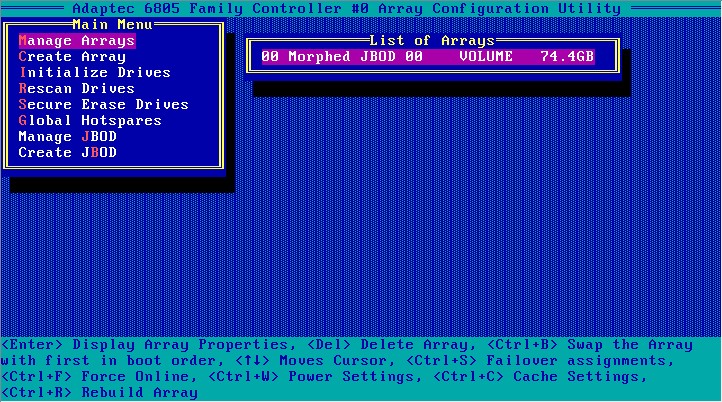 Adaptec 6805 Family Controller #0 Array Configuration Utility
Main Menu
Manage Arrays
Create Array
Initialize Drives
Rescan Drives
Secure Erase Drives
Global Hotspares
Manage JBOD
Create JBOD
List of Arrays
00 Morphed JBOD 00 VOLUME 74.4GB
<Enter> Display Array Properties, <Del> Delete Array, <Ctrl+B> Swap the Array
with first in boot order, <↑↓> Moves Cursor, <Ctrl+S> Failover assignments,
<Ctrl+F> Force Online, <Ctrl+W> Power Settings, <Ctrl+C> Cache Settings,
<Ctrl+R> Rebuild Array